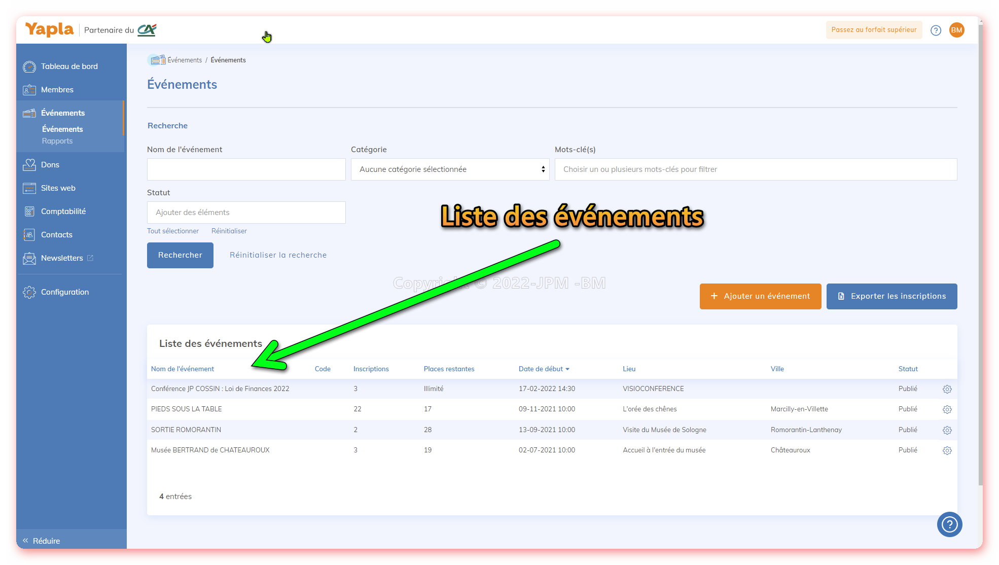 Yapla Partenaire du CA
Passez au forfait supérieur ? BM
Tableau de bord
Membres
Événements
Événements
Rapports
Dons
Sites web
Comptabilité
Contacts
Newsletters
Configuration
« Réduire
Événements / Événements
Événements
Recherche
Nom de l'événement Catégorie Mots-clé(s)
Aucune catégorie sélectionnée Choisir un ou plusieurs mots-clés pour filtrer
Statut
Ajouter des éléments
Tout sélectionner Réinitialiser
Liste des événements
Rechercher Réinitialiser la recherche
Copyright © 2022-JPM -BM
+ Ajouter un événement Exporter les inscriptions
Liste des événements
Nom de l'événement Code Inscriptions Places restantes Date de début Lieu Ville Statut
Conférence JP COSSIN : Loi de Finances 2022 3 Illimité 17-02-2022 14:30 VISIOCONFERENCE Publié
PIEDS SOUS LA TABLE 22 17 09-11-2021 10:00 L'orée des chênes Marcilly-en-Villette Publié
SORTIE ROMORANTIN 2 28 13-09-2021 10:00 Visite du Musée de Sologne Romorantin-Lanthenay Publié
Musée BERTRAND de CHATEAUROUX 3 19 02-07-2021 10:00 Accueil à l'entrée du musée Châteauroux Publié
4 entrées
?